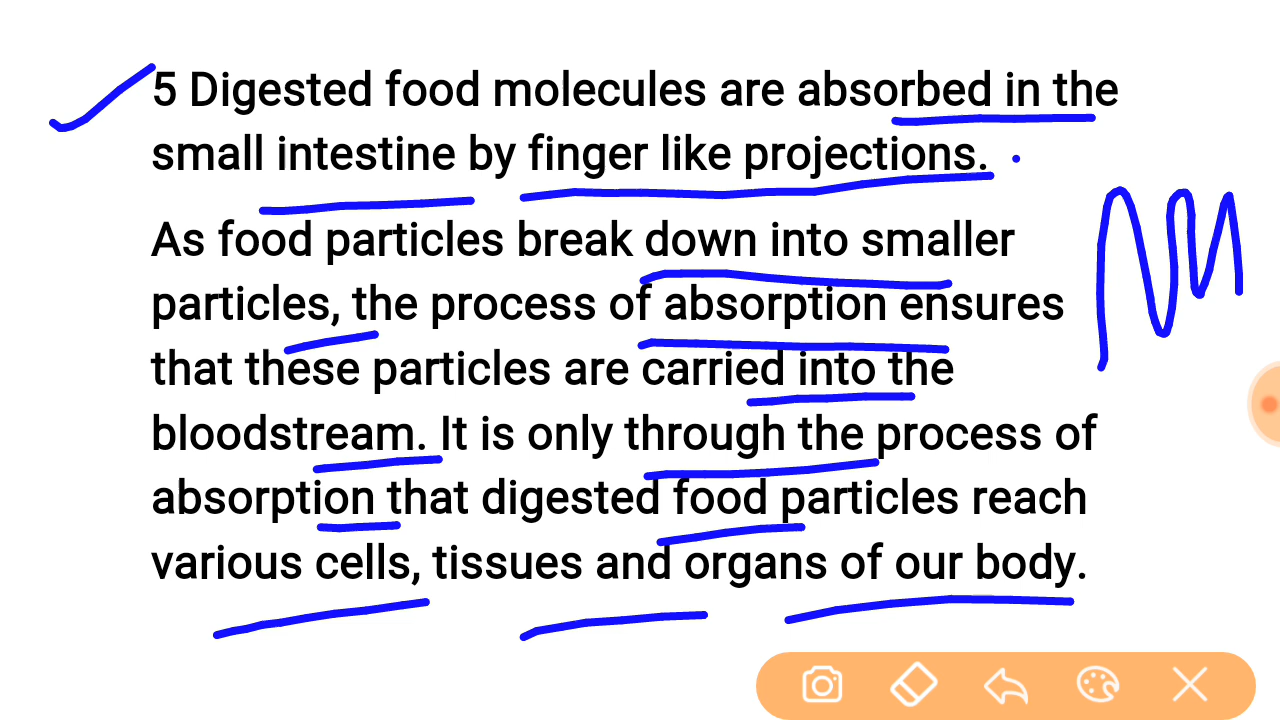 5 Digested food molecules are absorbed in the
small intestine by finger like projections.
As food particles break down into smaller
particles, the process of absorption ensures
that these particles are carried into the
bloodstream. It is only through the process of
absorption that digested food particles reach
various cells, tissues and organs of our body.